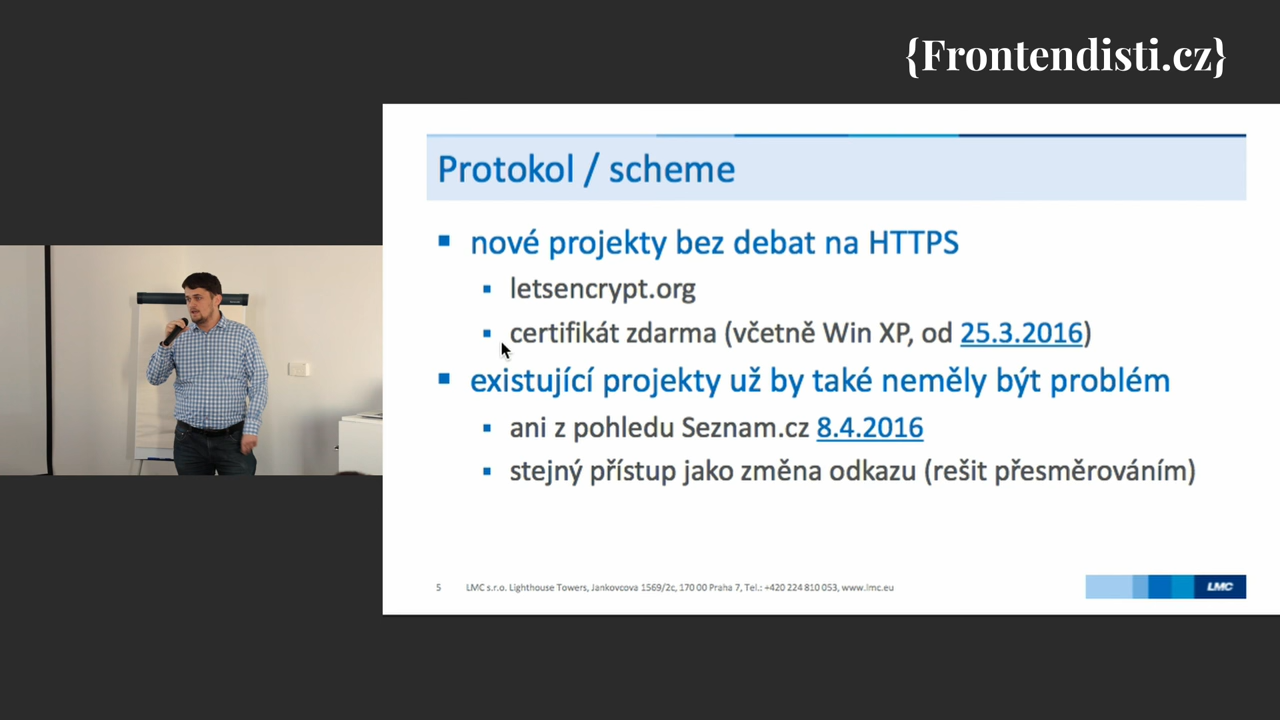 {Frontendisti.cz}
Protokol / scheme
nové projekty bez debat na HTTPS
letsencrypt.org
certifikát zdarma (včetně Win XP, od 25.3.2016)
existující projekty už by také neměly být problém
ani z pohledu Seznam.cz 8.4.2016
stejný přístup jako změna odkazu (rešit přesměrováním)
5 LMC s.r.o. Lighthouse Towers, Jankovcova 1569/2c, 170 00 Praha 7, Tel.: +420 224 810 053, www.lmc.eu
LMC